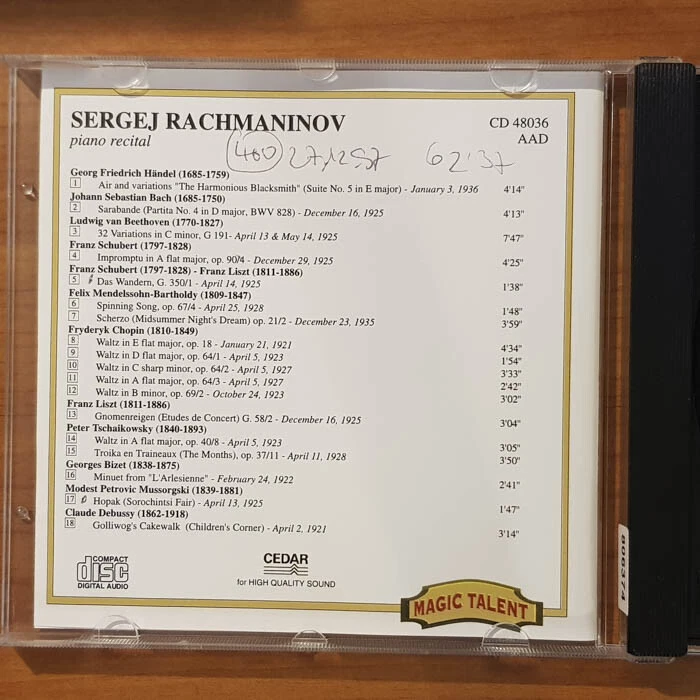 SERGEJ RACHMANINOV
piano recital
CD 48036
AAD
460 27,12 S7 62'37
Georg Friedrich Händel (1685-1759)
1 Air and variations "The Harmonious Blacksmith" (Suite No. 5 in E major) - January 3, 1936 4'14"
Johann Sebastian Bach (1685-1750)
2 Sarabande (Partita No. 4 in D major, BWV 828) - December 16, 1925 4'13"
Ludwig van Beethoven (1770-1827)
3 32 Variations in C minor, G 191- April 13 & May 14, 1925 7'47"
Franz Schubert (1797-1828)
4 Impromptu in A flat major, op. 90/4 - December 29, 1925 4'25"
Franz Schubert (1797-1828) - Franz Liszt (1811-1886)
5 Das Wandern, G. 350/1 - April 14, 1925 1'38"
Felix Mendelssohn-Bartholdy (1809-1847)
6 Spinning Song, op. 67/4 - April 25, 1928 1'48"
7 Scherzo (Midsummer Night's Dream) op. 21/2 - December 23, 1935 3'59"
Fryderyk Chopin (1810-1849)
8 Waltz in E flat major, op. 18 - January 21, 1921 4'34"
9 Waltz in D flat major, op. 64/1 - April 5, 1923 1'54"
10 Waltz in C sharp minor, op. 64/2 - April 5, 1927 3'33"
11 Waltz in A flat major, op. 64/3 - April 5, 1927 2'42"
12 Waltz in B minor, op. 69/2 - October 24, 1923 3'02"
Franz Liszt (1811-1886)
13 Gnomenreigen (Etudes de Concert) G. 58/2 - December 16, 1925 3'04"
Peter Tschaikowsky (1840-1893)
14 Waltz in A flat major, op. 40/8 - April 5, 1923 3'05"
15 Troika en Traineaux (The Months), op. 37/11 - April 11, 1928 3'50"
Georges Bizet (1838-1875)
16 Minuet from "L'Arlesienne" - February 24, 1922 2'41"
Modest Petrovic Mussorgski (1839-1881)
17 Hopak (Sorochintsi Fair) - April 13, 1925 1'47"
Claude Debussy (1862-1918)
18 Golliwog's Cakewalk (Children's Corner) - April 2, 1921 3'14"
COMPACT
disc
DIGITAL AUDIO
CEDAR
for HIGH QUALITY SOUND
MAGIC TALENT
806374